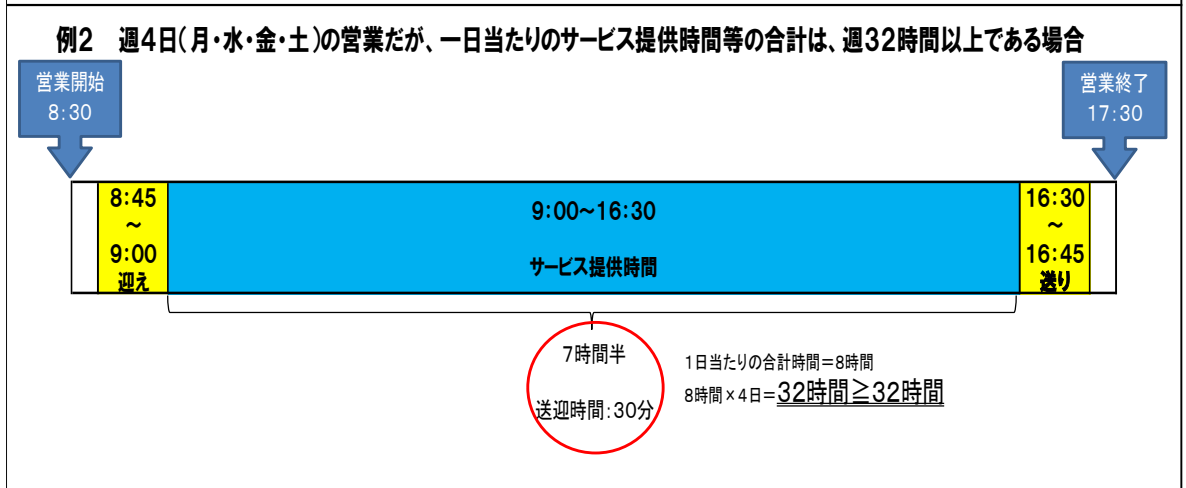 例2 週4日(月・水・金・土)の営業だが、一日当たりのサービス提供時間等の合計は、週32時間以上である場合
営業開始
8:30
営業終了
17:30
8:45
~
9:00
迎え
9:00~16:30
サービス提供時間
16:30
~
16:45
送り
7時間半
送迎時間:30分
1日当たりの合計時間=8時間
8時間×4日=32時間≧32時間